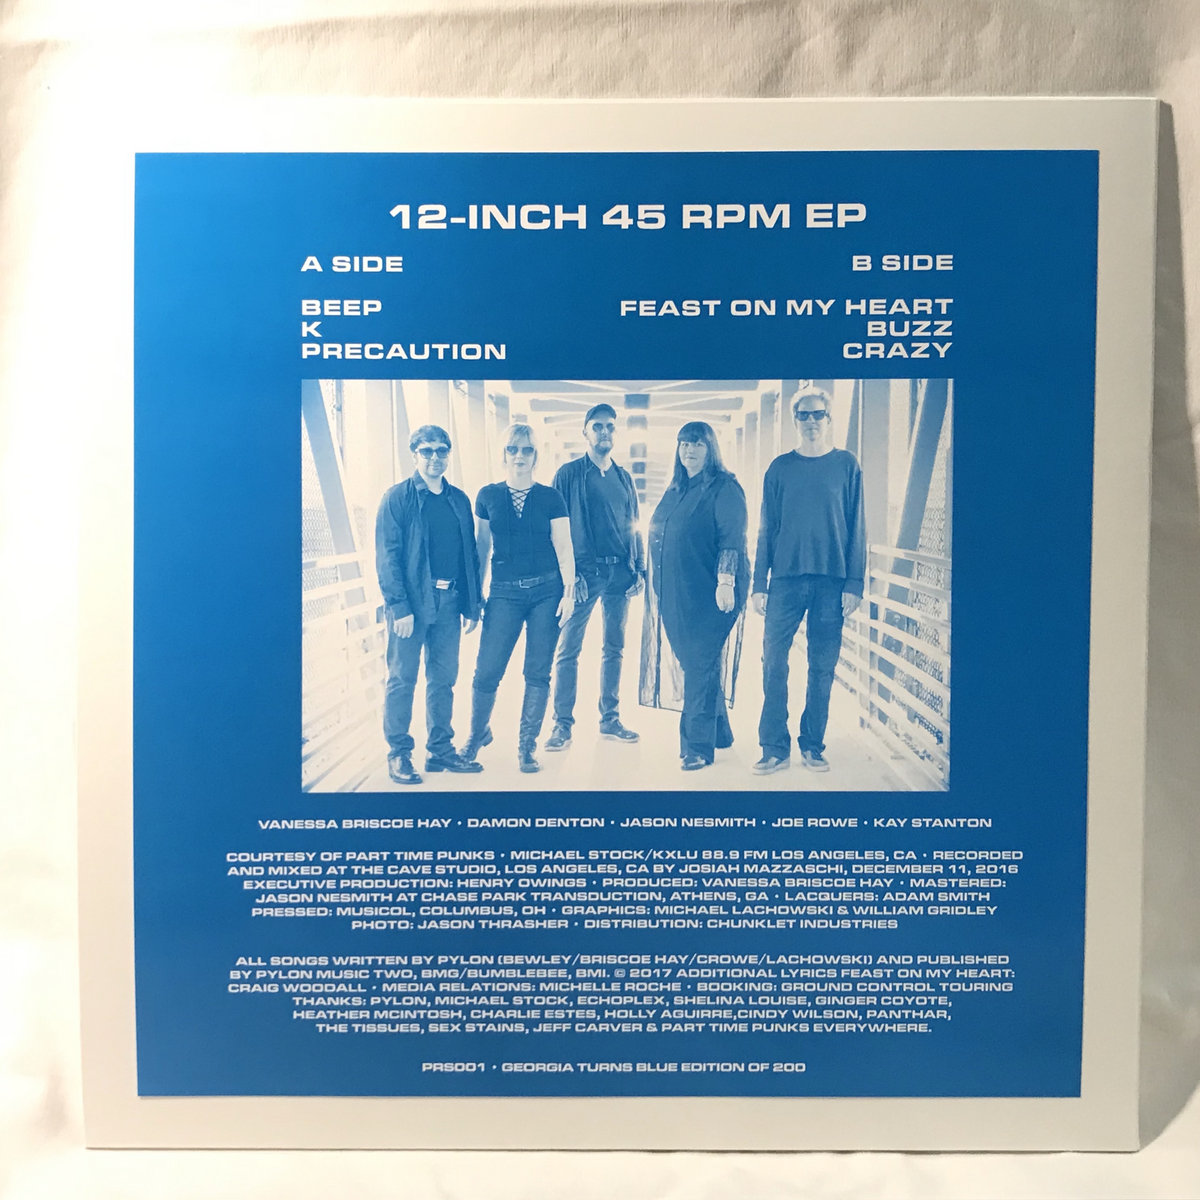 12-INCH 45 RPM EP
A SIDE
BEEP
K
PRECAUTION
B SIDE
FEAST ON MY HEART
BUZZ
CRAZY
VANESSA BRISCOE HAY · DAMON DENTON · JASON NESMITH · JOE ROWE · KAY STANTON
COURTESY OF PART TIME PUNKS · MICHAEL STOCK/KXLU 88.9 FM LOS ANGELES, CA · RECORDED
AND MIXED AT THE CAVE STUDIO, LOS ANGELES, CA BY JOSIAH MAZZASCHI, DECEMBER 11, 2016
EXECUTIVE PRODUCTION: HENRY OWINGS · PRODUCED: VANESSA BRISCOE HAY · MASTERED:
JASON NESMITH AT CHASE PARK TRANSDUCTION, ATHENS, GA · LACQUERS: ADAM SMITH
PRESSED: MUSICOL, COLUMBUS, OH · GRAPHICS: MICHAEL LACHOWSKI & WILLIAM GRIDLEY
PHOTO: JASON THRASHER · DISTRIBUTION: CHUNKLET INDUSTRIES
ALL SONGS WRITTEN BY PYLON (BEWLEY/BRISCOE HAY/CROWE/LACHOWSKI) AND PUBLISHED
BY PYLON MUSIC TWO, BMG/BUMBLEBEE, BMI. © 2017 ADDITIONAL LYRICS FEAST ON MY HEART:
CRAIG WOODALL · MEDIA RELATIONS: MICHELLE ROCHE · BOOKING: GROUND CONTROL TOURING
THANKS: PYLON, MICHAEL STOCK, ECHOPLEX, SHELINA LOUISE, GINGER COYOTE,
HEATHER MCINTOSH, CHARLIE ESTES, HOLLY AGUIRRE,CINDY WILSON, PANTHAR,
THE TISSUES, SEX STAINS, JEFF CARVER & PART TIME PUNKS EVERYWHERE.
PRS001 · GEORGIA TURNS BLUE EDITION OF 200